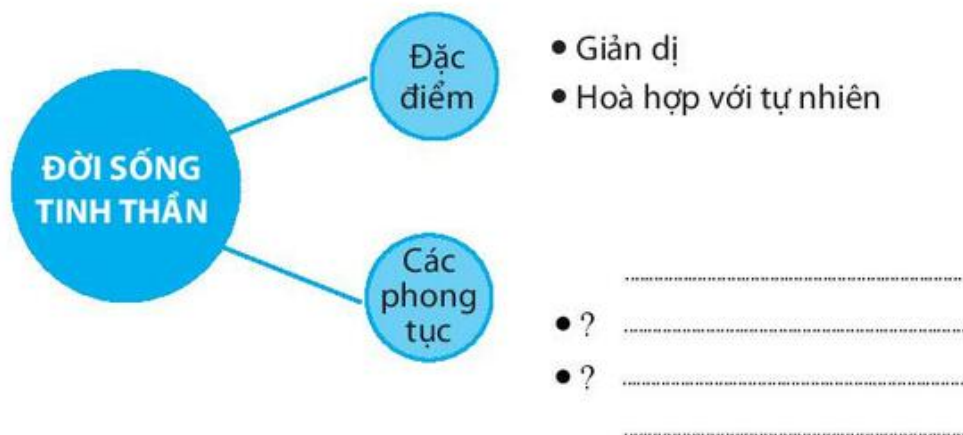 ĐỜI SỐNG
TINH THẦN
Đặc
điểm
• Giản dị
• Hoà hợp với tự nhiên
Các
phong
tục
....................
• ? ....................
• ? ....................
....................